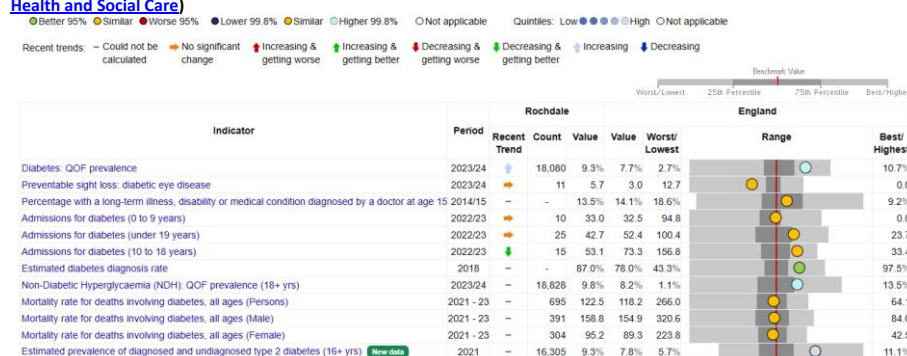 Health and Social Care)
Better 95% Similar Worse 95% Lower 99.8% Similar Higher 99.8% Not applicable Quintiles: Low High Not applicable
Recent trends: – Could not be calculated No significant change Increasing & getting worse Increasing & getting better Decreasing & getting worse Decreasing & getting better Increasing Decreasing
Benchmark Value
Worst/Lowest 25th Percentile 75th Percentile Best/Highe
Rochdale England
Indicator Period Recent Trend Count Value Value Worst/ Lowest Range Best/ Highest
Diabetes: QOF prevalence 2023/24 18,080 9.3% 7.7% 2.7% 10.7%
Preventable sight loss: diabetic eye disease 2023/24 11 5.7 3.0 12.7 0.0
Percentage with a long-term illness, disability or medical condition diagnosed by a doctor at age 15 2014/15 – - 13.5% 14.1% 18.6% 9.2%
Admissions for diabetes (0 to 9 years) 2022/23 10 33.0 32.5 94.8 0.0
Admissions for diabetes (under 19 years) 2022/23 25 42.7 52.4 100.4 23.7
Admissions for diabetes (10 to 18 years) 2022/23 15 53.1 73.3 156.8 33.4
Estimated diabetes diagnosis rate 2018 – - 87.0% 78.0% 43.3% 97.5%
Non-Diabetic Hyperglycaemia (NDH): QOF prevalence (18+ yrs) 2023/24 – 18,828 9.8% 8.2% 1.1% 13.5%
Mortality rate for deaths involving diabetes, all ages (Persons) 2021 - 23 – 695 122.5 118.2 266.0 64.
Mortality rate for deaths involving diabetes, all ages (Male) 2021 - 23 – 391 158.8 154.9 320.6 84.0
Mortality rate for deaths involving diabetes, all ages (Female) 2021 - 23 – 304 95.2 89.3 223.8 42.5
Estimated prevalence of diagnosed and undiagnosed type 2 diabetes (16+ yrs) New data 2021 – 16,305 9.3% 7.8% 5.7% 11.1%